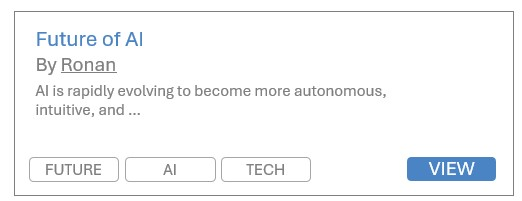 Future of AI
By Ronan
AI is rapidly evolving to become more autonomous,
intuitive, and ...
FUTURE AI TECH VIEW